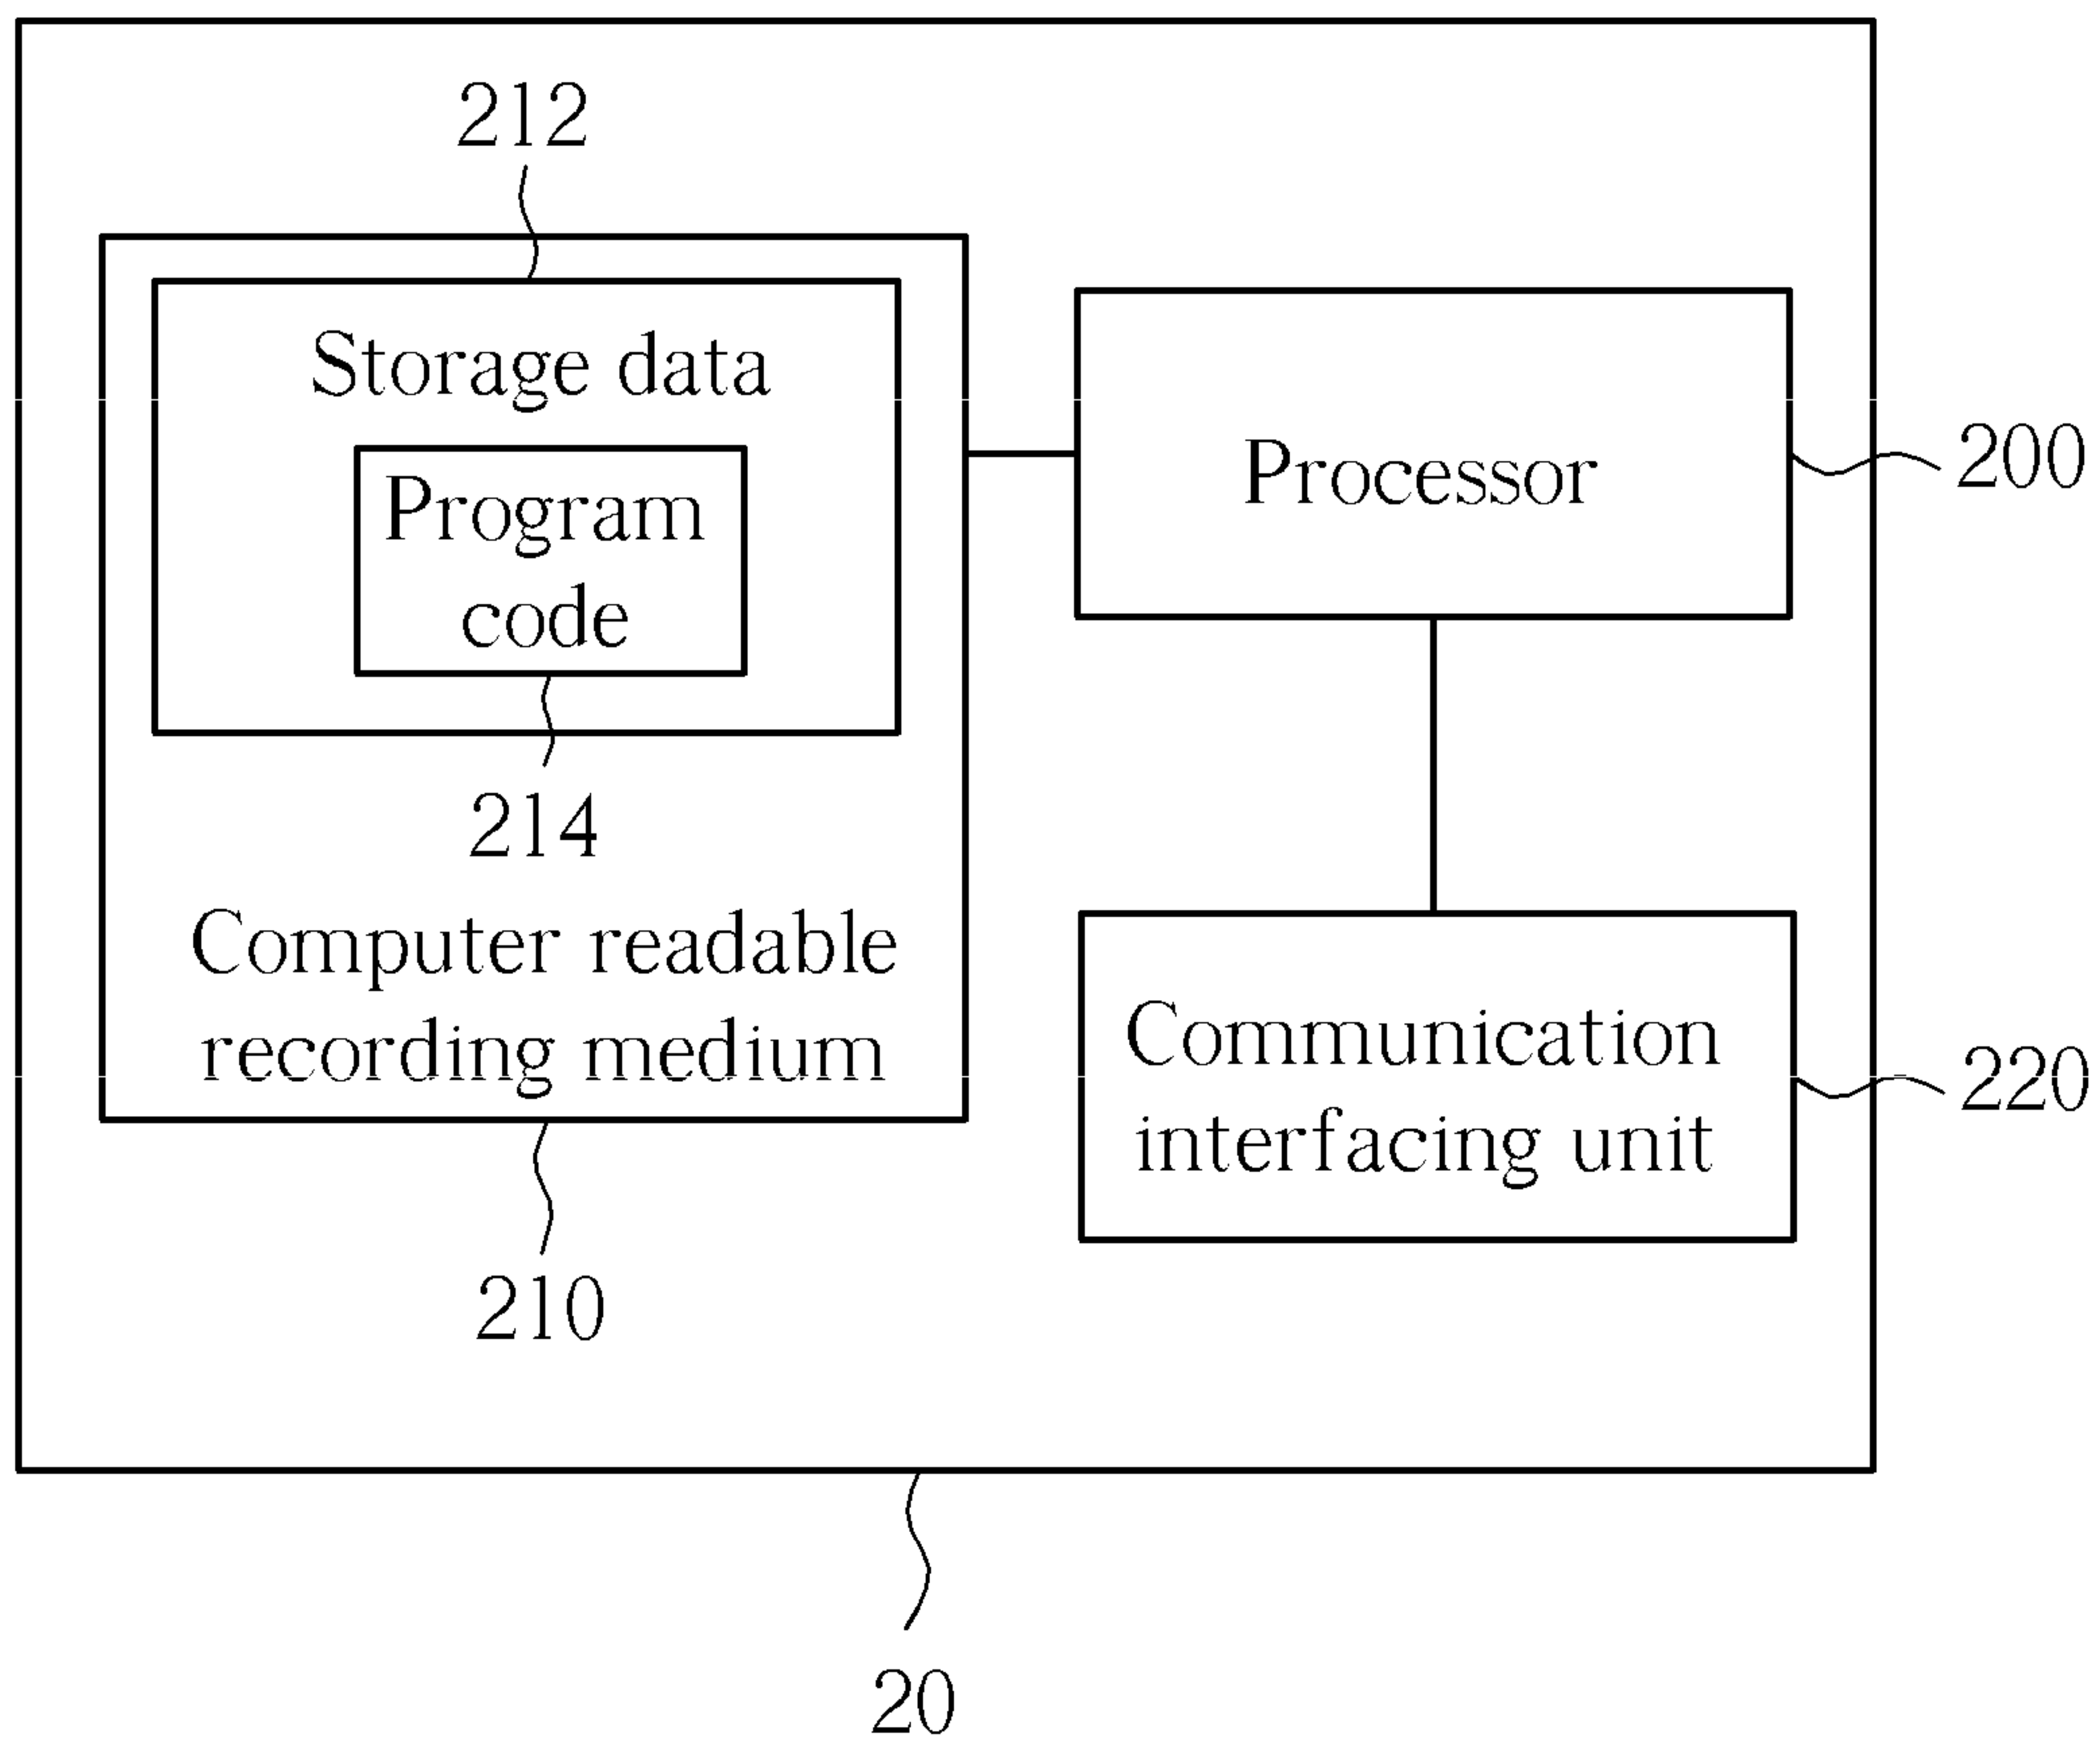 212
Storage data
Program
code
214
Computer readable
recording medium
210
Processor
200
Communication
interfacing unit
220
20